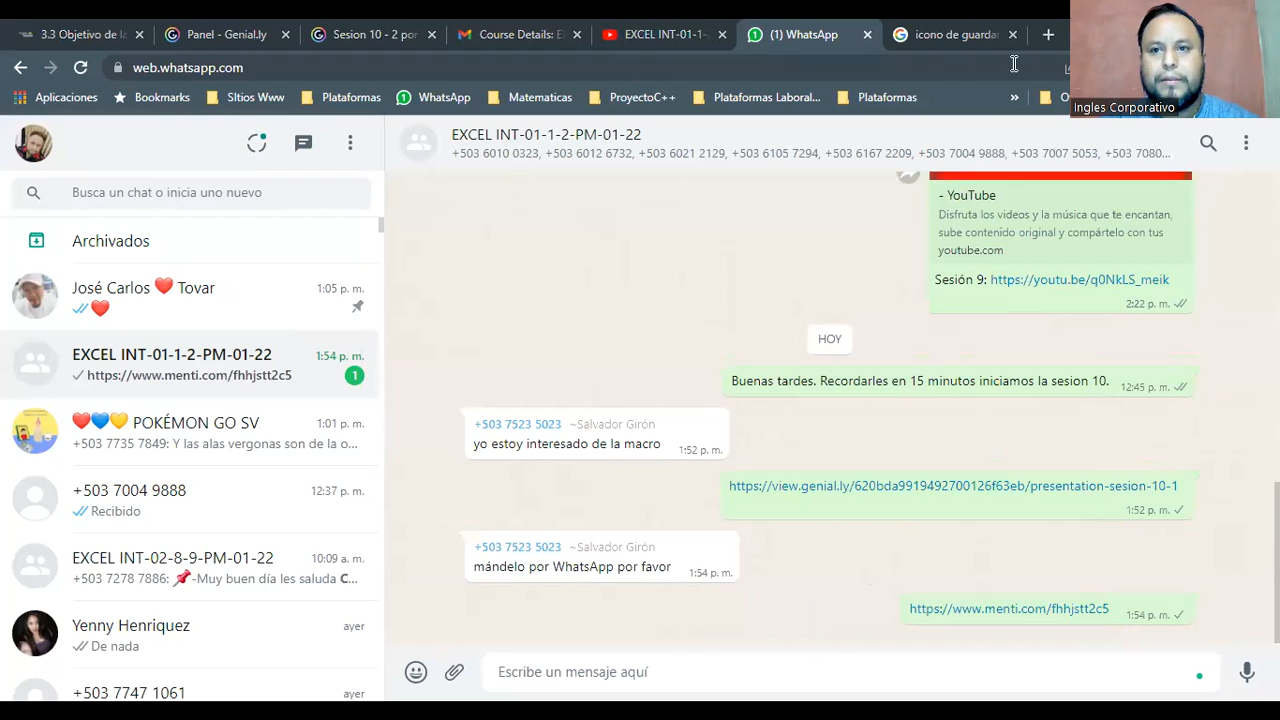 3.3 Objetivo de la
Panel - Genial.ly
Sesion 10 - 2 por
Course Details: E
EXCEL INT-01-1-
(1) WhatsApp
icono de guardar
web.whatsapp.com
Aplicaciones
Bookmarks
SItios Www
Plataformas
WhatsApp
Matematicas
ProyectoC++
Plataformas Laboral...
Plataformas
Ingles Corporativo
EXCEL INT-01-1-2-PM-01-22
+503 6010 0323, +503 6012 6732, +503 6021 2129, +503 6105 7294, +503 6167 2209, +503 7004 9888, +503 7007 5053, +503 7080...
Busca un chat o inicia uno nuevo
Archivados
José Carlos ❤️ Tovar
1:05 p. m.
❤️
EXCEL INT-01-1-2-PM-01-22
1:54 p. m.
https://www.menti.com/fhhjstt2c5
1
❤️💙💛 POKÉMON GO SV
1:01 p. m.
+503 7735 7849: Y las alas vergonas son de la o...
+503 7004 9888
12:37 p. m.
Recibido
EXCEL INT-02-8-9-PM-01-22
10:09 a. m.
+503 7278 7886: 📌-Muy buen día les saluda C...
Yenny Henriquez
ayer
De nada
+503 7747 1061
ayer
- YouTube
Disfruta los videos y la música que te encantan,
sube contenido original y compártelo con tus
youtube.com
Sesión 9: https://youtu.be/q0NkLS_meik
2:22 p. m.
HOY
Buenas tardes. Recordarles en 15 minutos iniciamos la sesion 10.
12:45 p. m.
+503 7523 5023 ~Salvador Girón
yo estoy interesado de la macro
1:52 p. m.
https://view.genial.ly/620bda9919492700126f63eb/presentation-sesion-10-1
1:52 p. m.
+503 7523 5023 ~Salvador Girón
mándelo por WhatsApp por favor
1:54 p. m.
https://www.menti.com/fhhjstt2c5
1:54 p. m.
Escribe un mensaje aquí